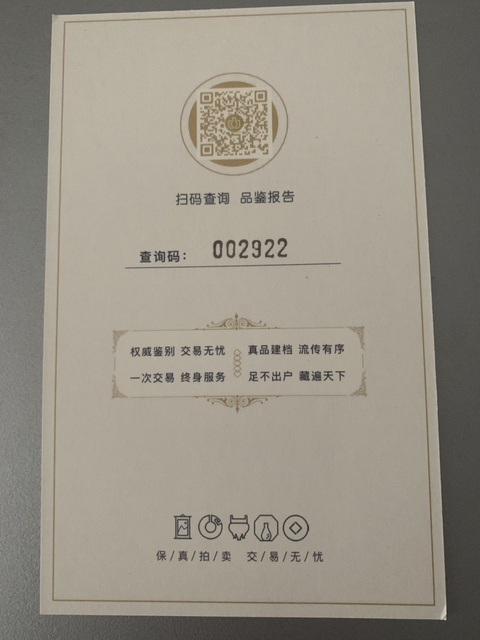 扫码查询 品鉴报告
查询码： 002922
权威鉴别 交易无忧 真品建档 流传有序
一次交易 终身服务 足不出户 藏遍天下
保/真/拍/卖 交/易/无/忧